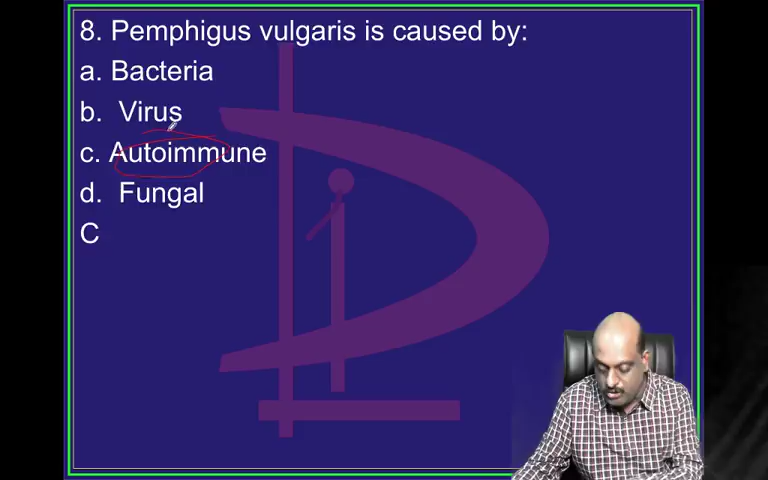 8. Pemphigus vulgaris is caused by:
a. Bacteria
b. Virus
c. Autoimmune
d. Fungal
C